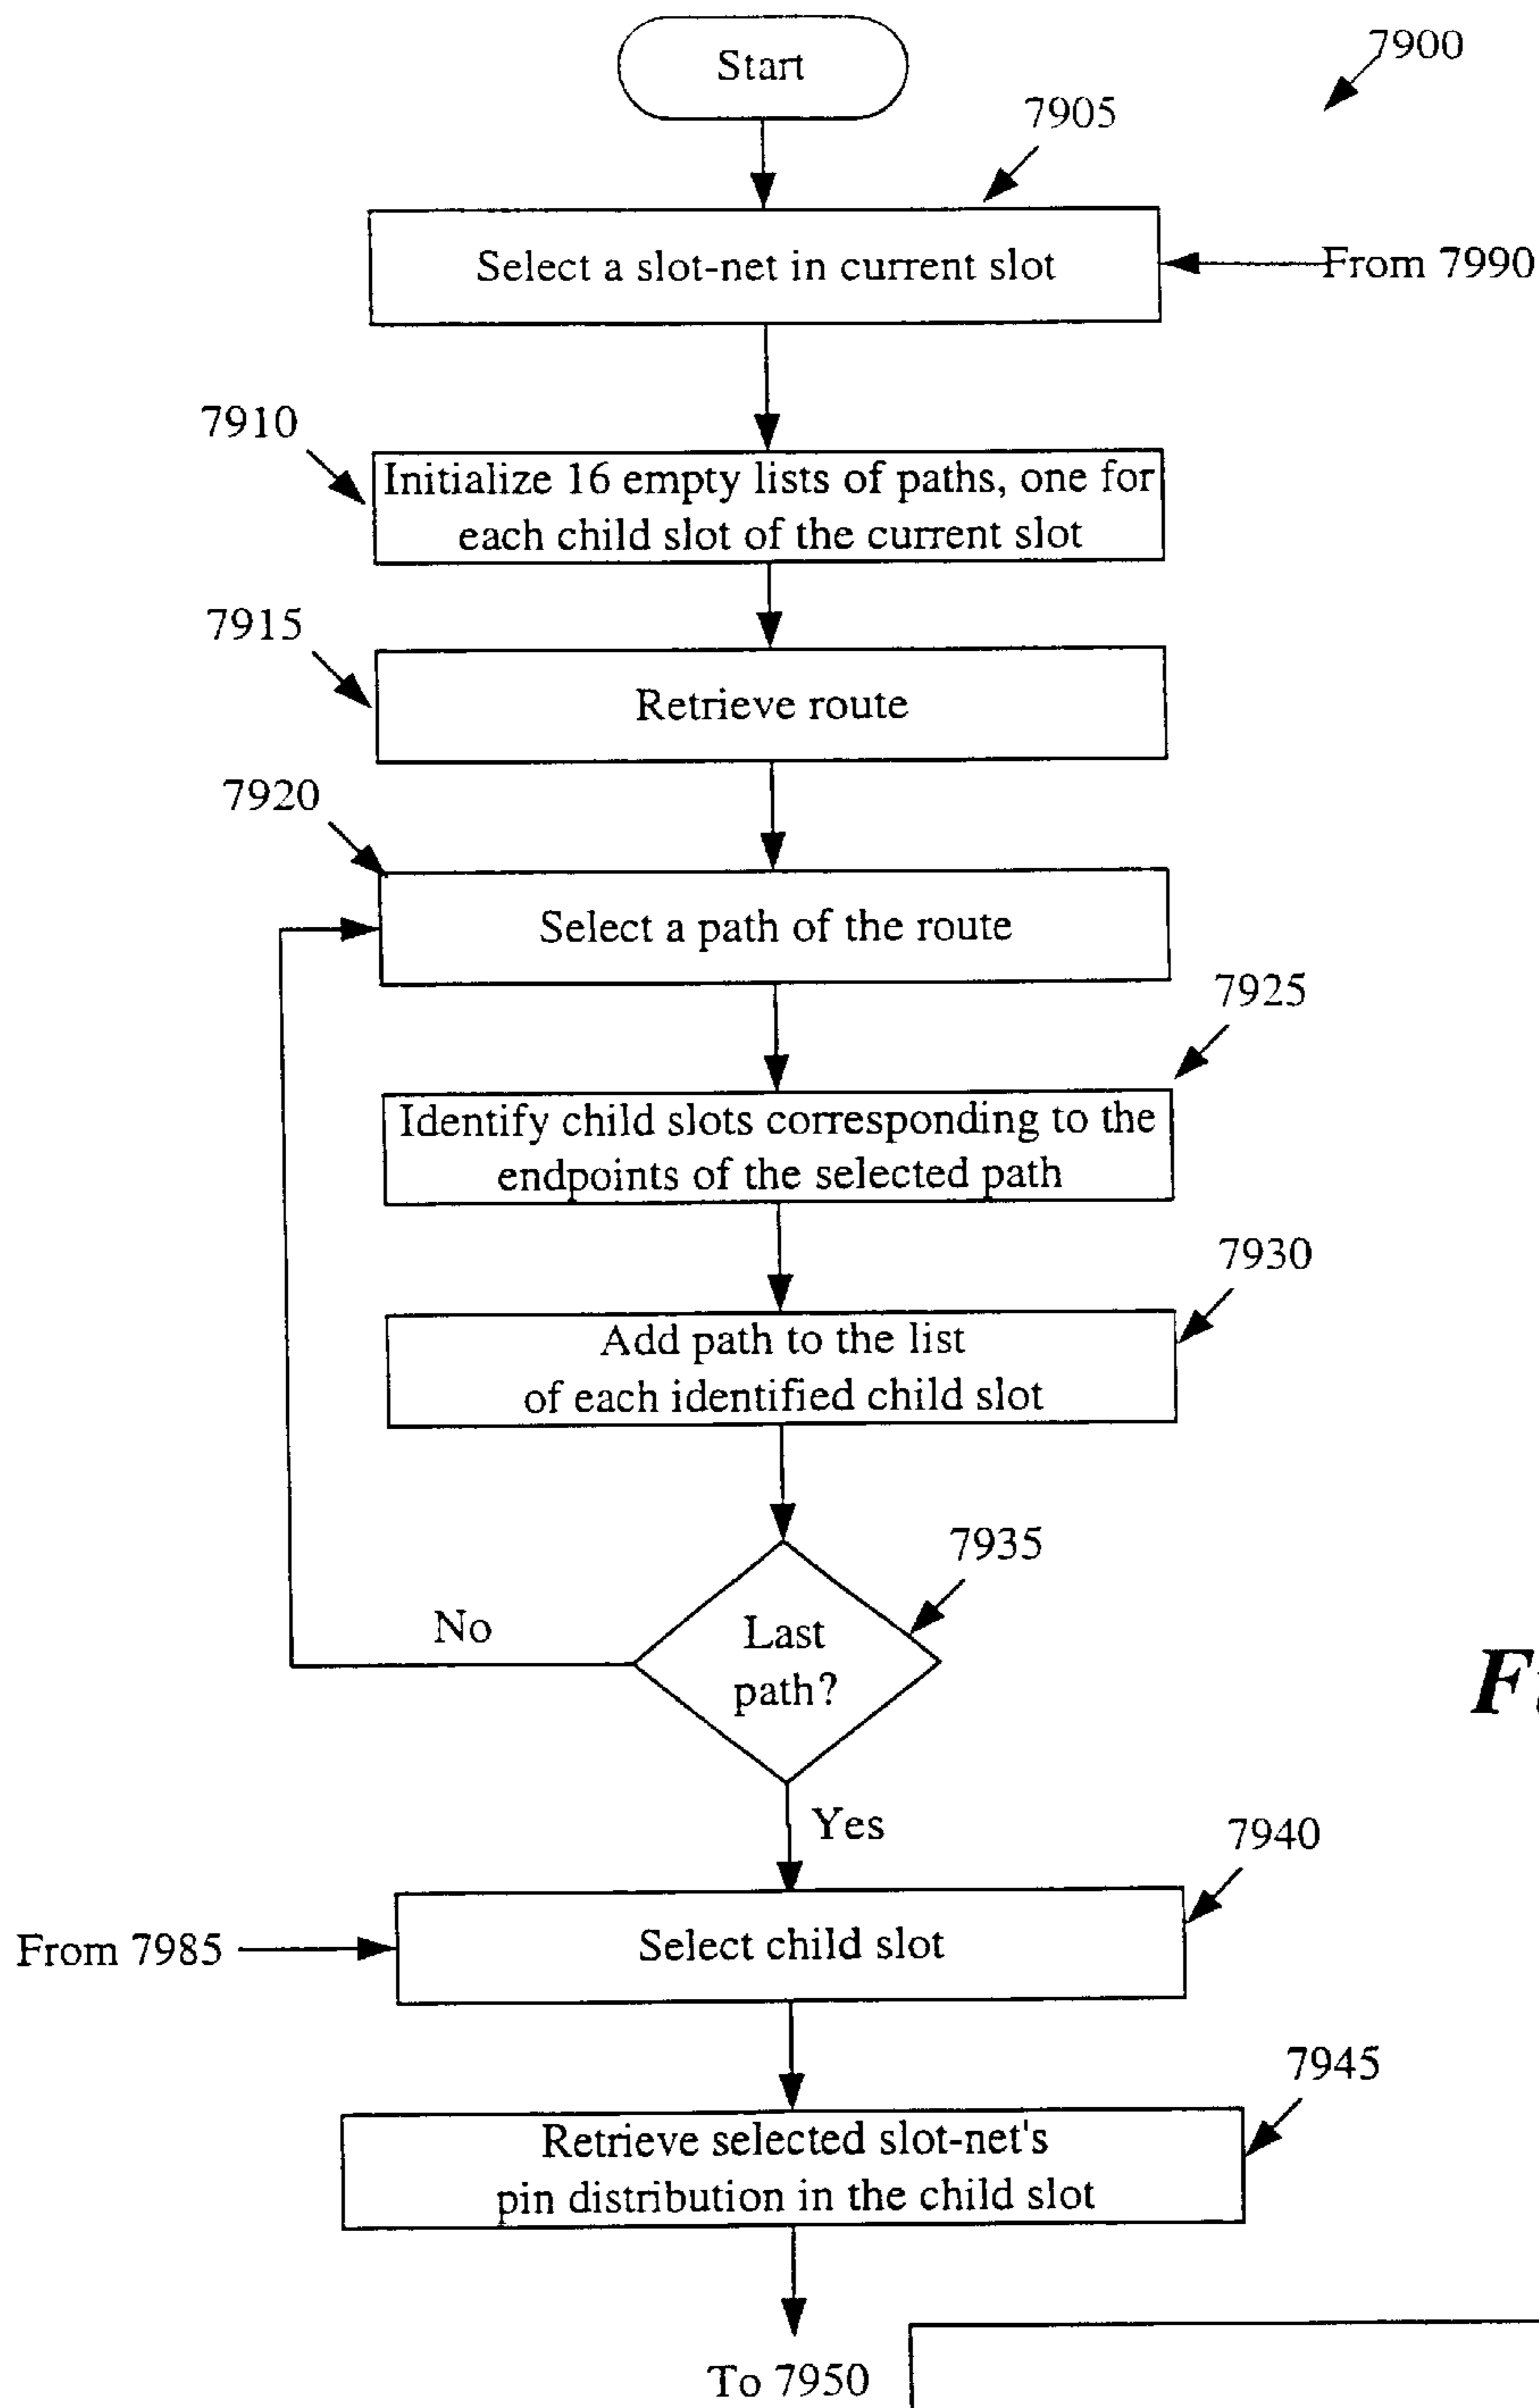 Start
7900
7905
Select a slot-net in current slot
From 7990
7910
Initialize 16 empty lists of paths, one for
each child slot of the current slot
7915
Retrieve route
7920
Select a path of the route
7925
Identify child slots corresponding to the
endpoints of the selected path
7930
Add path to the list
of each identified child slot
7935
Last
path?
No
Yes
7940
From 7985
Select child slot
7945
Retrieve selected slot-net's
pin distribution in the child slot
To 7950